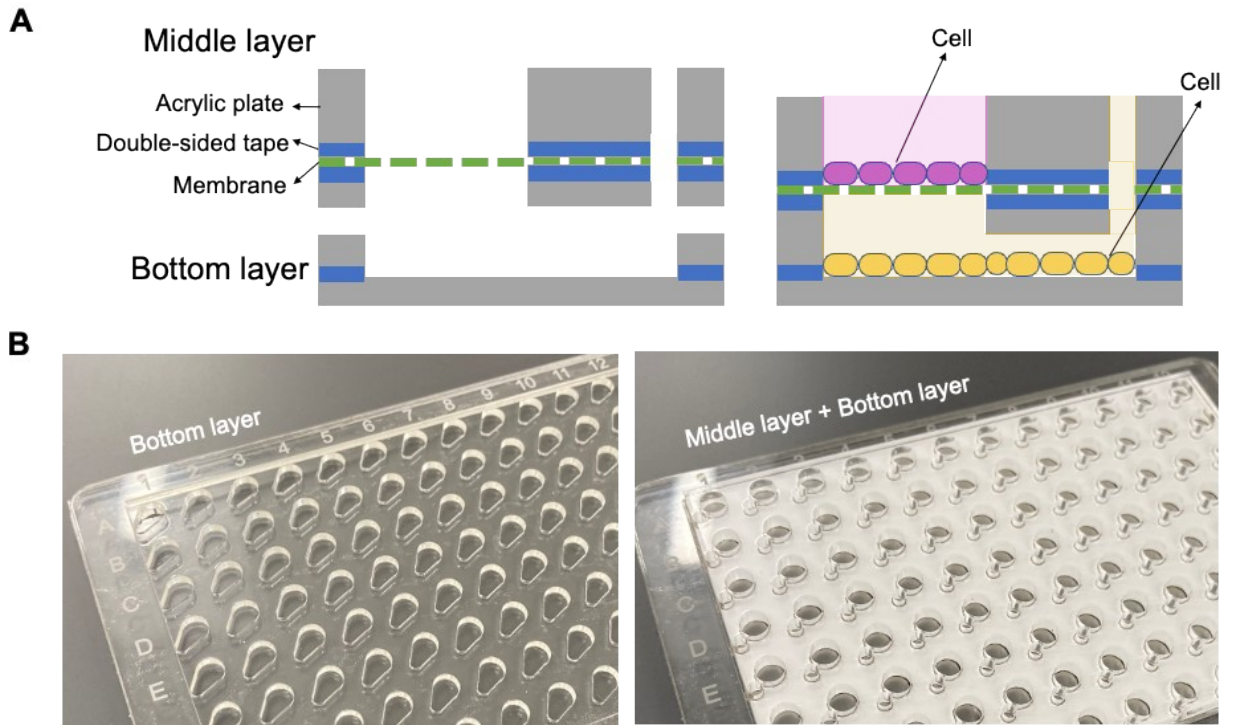 A
Middle layer
Cell
Cell
Acrylic plate
Double-sided tape
Membrane
Bottom layer
B
Bottom layer
1 2 3 4 5 6 7 8 9 10 11 12
A
B
C
D
E
Middle layer + Bottom layer
A
B
C
D
E